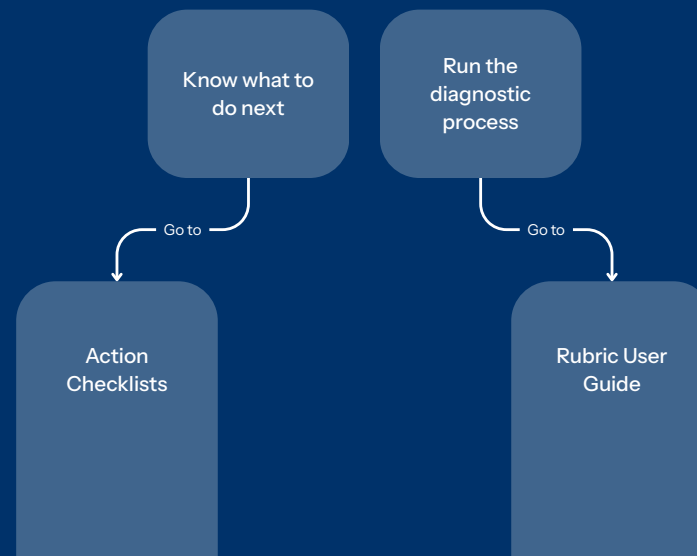 Know what to
do next
Run the
diagnostic
process
Go to
Go to
Action
Checklists
Rubric User
Guide